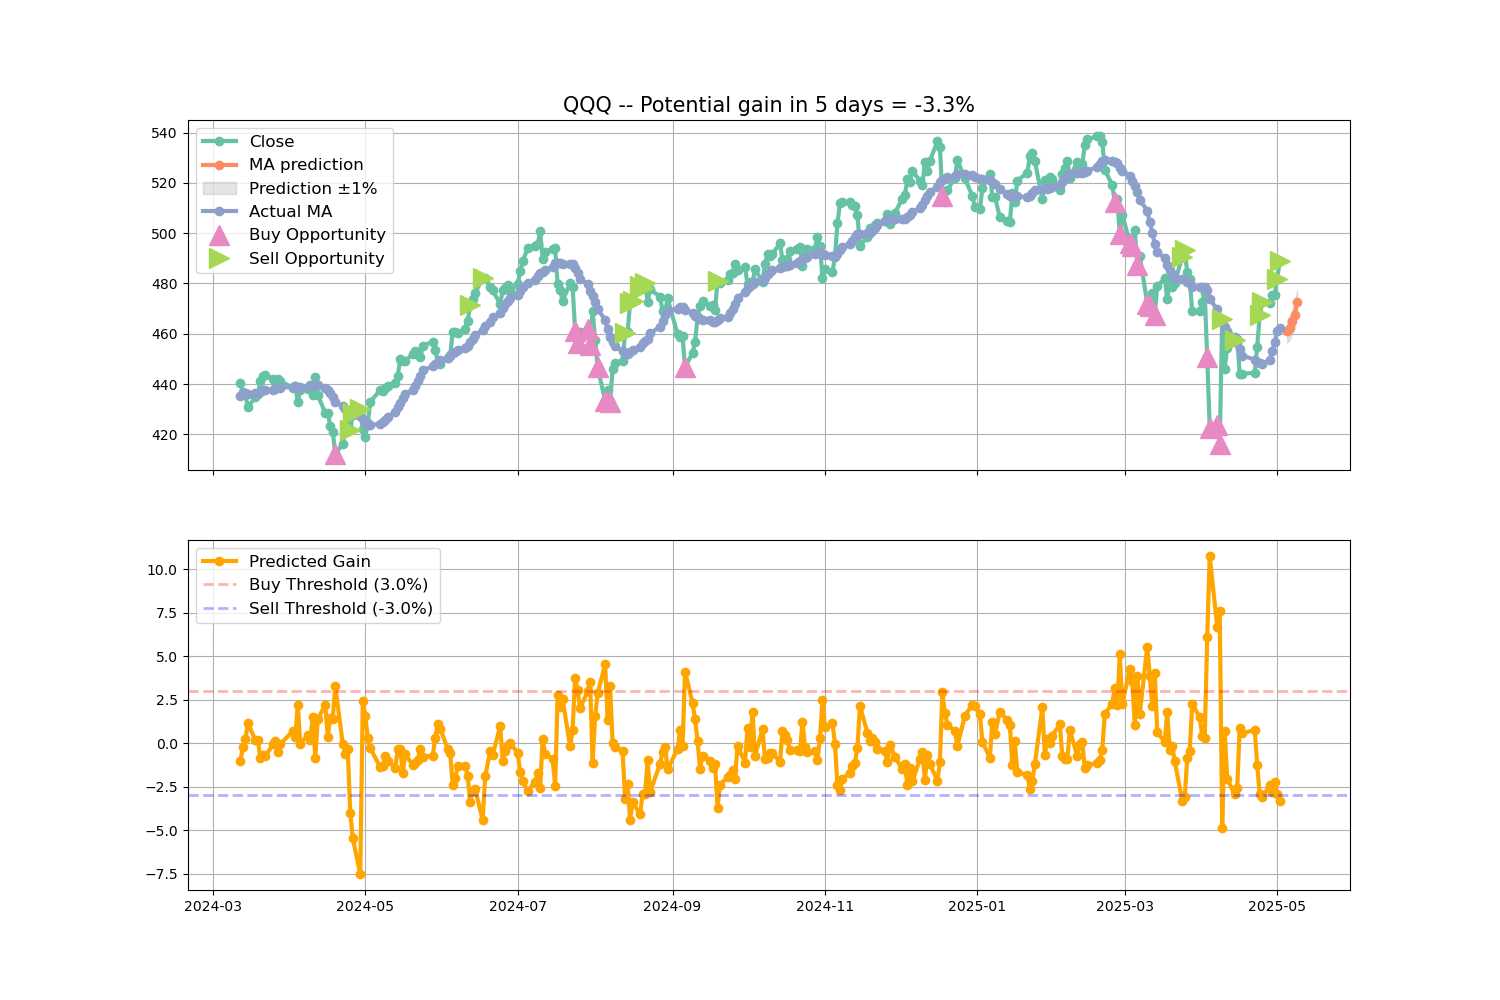 QQQ -- Potential gain in 5 days = -3.3%
540
520
500
480
460
440
420
Close
MA prediction
Prediction ±1%
Actual MA
Buy Opportunity
Sell Opportunity
10.0
7.5
5.0
2.5
0.0
−2.5
−5.0
−7.5
Predicted Gain
Buy Threshold (3.0%)
Sell Threshold (-3.0%)
2024-03
2024-05
2024-07
2024-09
2024-11
2025-01
2025-03
2025-05